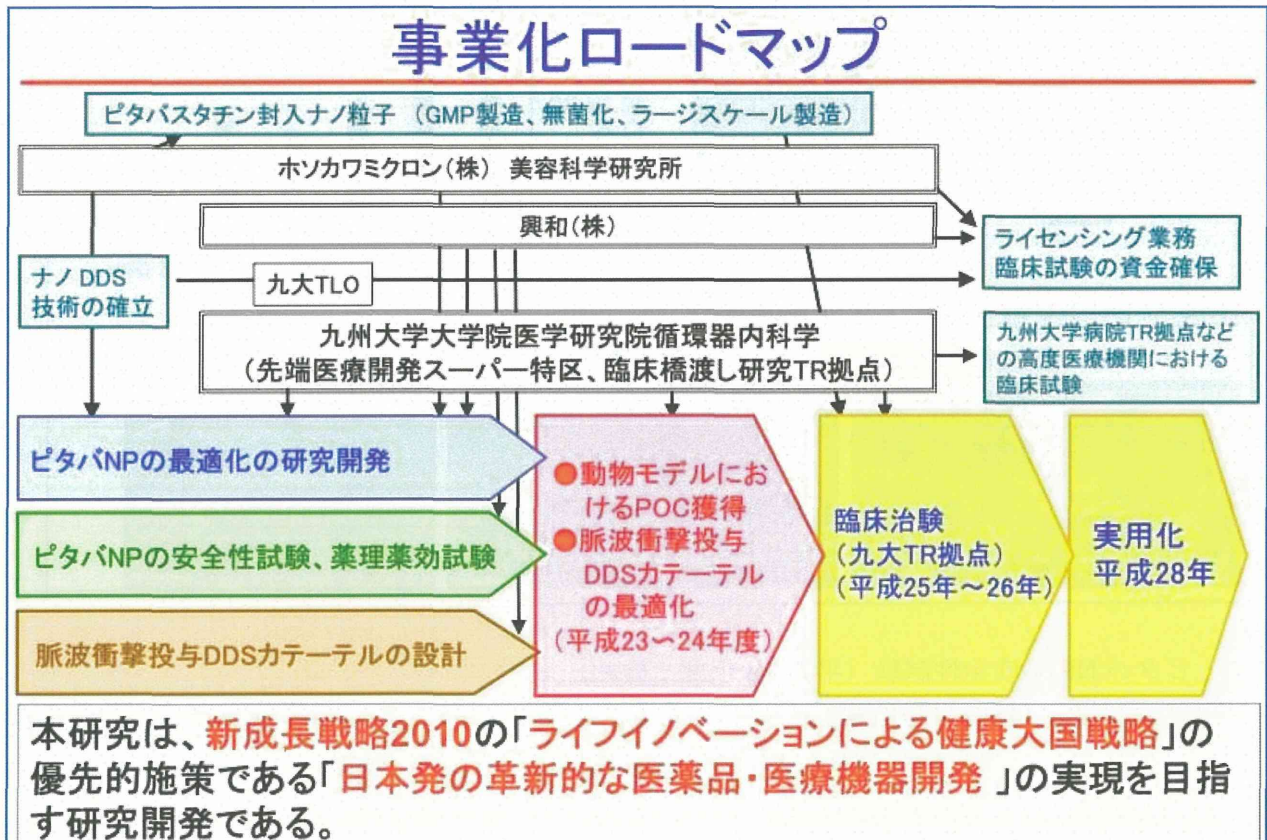 事業化ロードマップ
ピタバスタチン封入ナノ粒子 (GMP製造、無菌化、ラージスケール製造)
ホソカワミクロン(株) 美容科学研究所
興和(株)
ライセンシング業務
臨床試験の資金確保
ナノDDS
技術の確立
九大TLO
九州大学大学院医学研究院循環器内科学
(先端医療開発スーパー特区、臨床橋渡し研究TR拠点)
九州大学病院TR拠点など
の高度医療機関における
臨床試験
ピタバNPの最適化の研究開発
ピタバNPの安全性試験、薬理薬効試験
脈波衝撃投与DDSカテーテルの設計
●動物モデルにお
けるPOC獲得
●脈波衝撃投与
DDSカテーテル
の最適化
(平成23〜24年度)
臨床治験
(九大TR拠点)
(平成25年〜26年)
実用化
平成28年
本研究は、新成長戦略2010の「ライフイノベーションによる健康大国戦略」の
優先的施策である「日本発の革新的な医薬品・医療機器開発 」の実現を目指
す研究開発である。